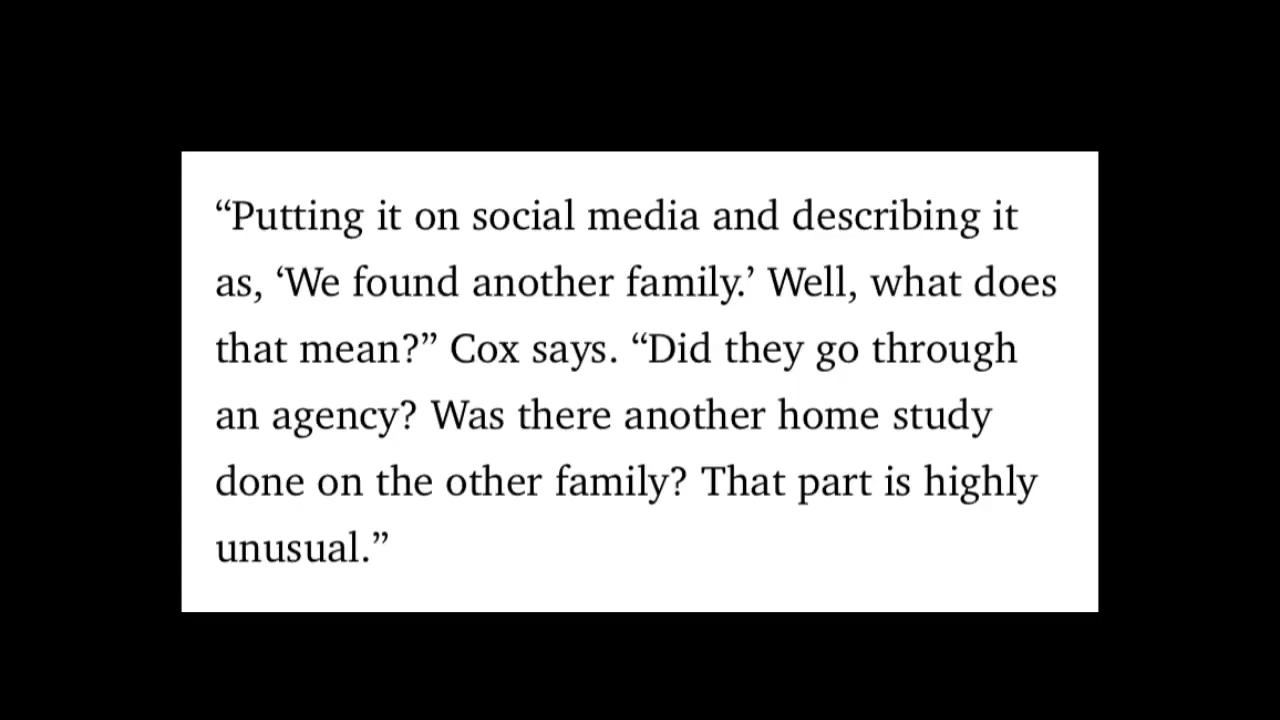 “Putting it on social media and describing it
as, ‘We found another family.’ Well, what does
that mean?” Cox says. “Did they go through
an agency? Was there another home study
done on the other family? That part is highly
unusual.”